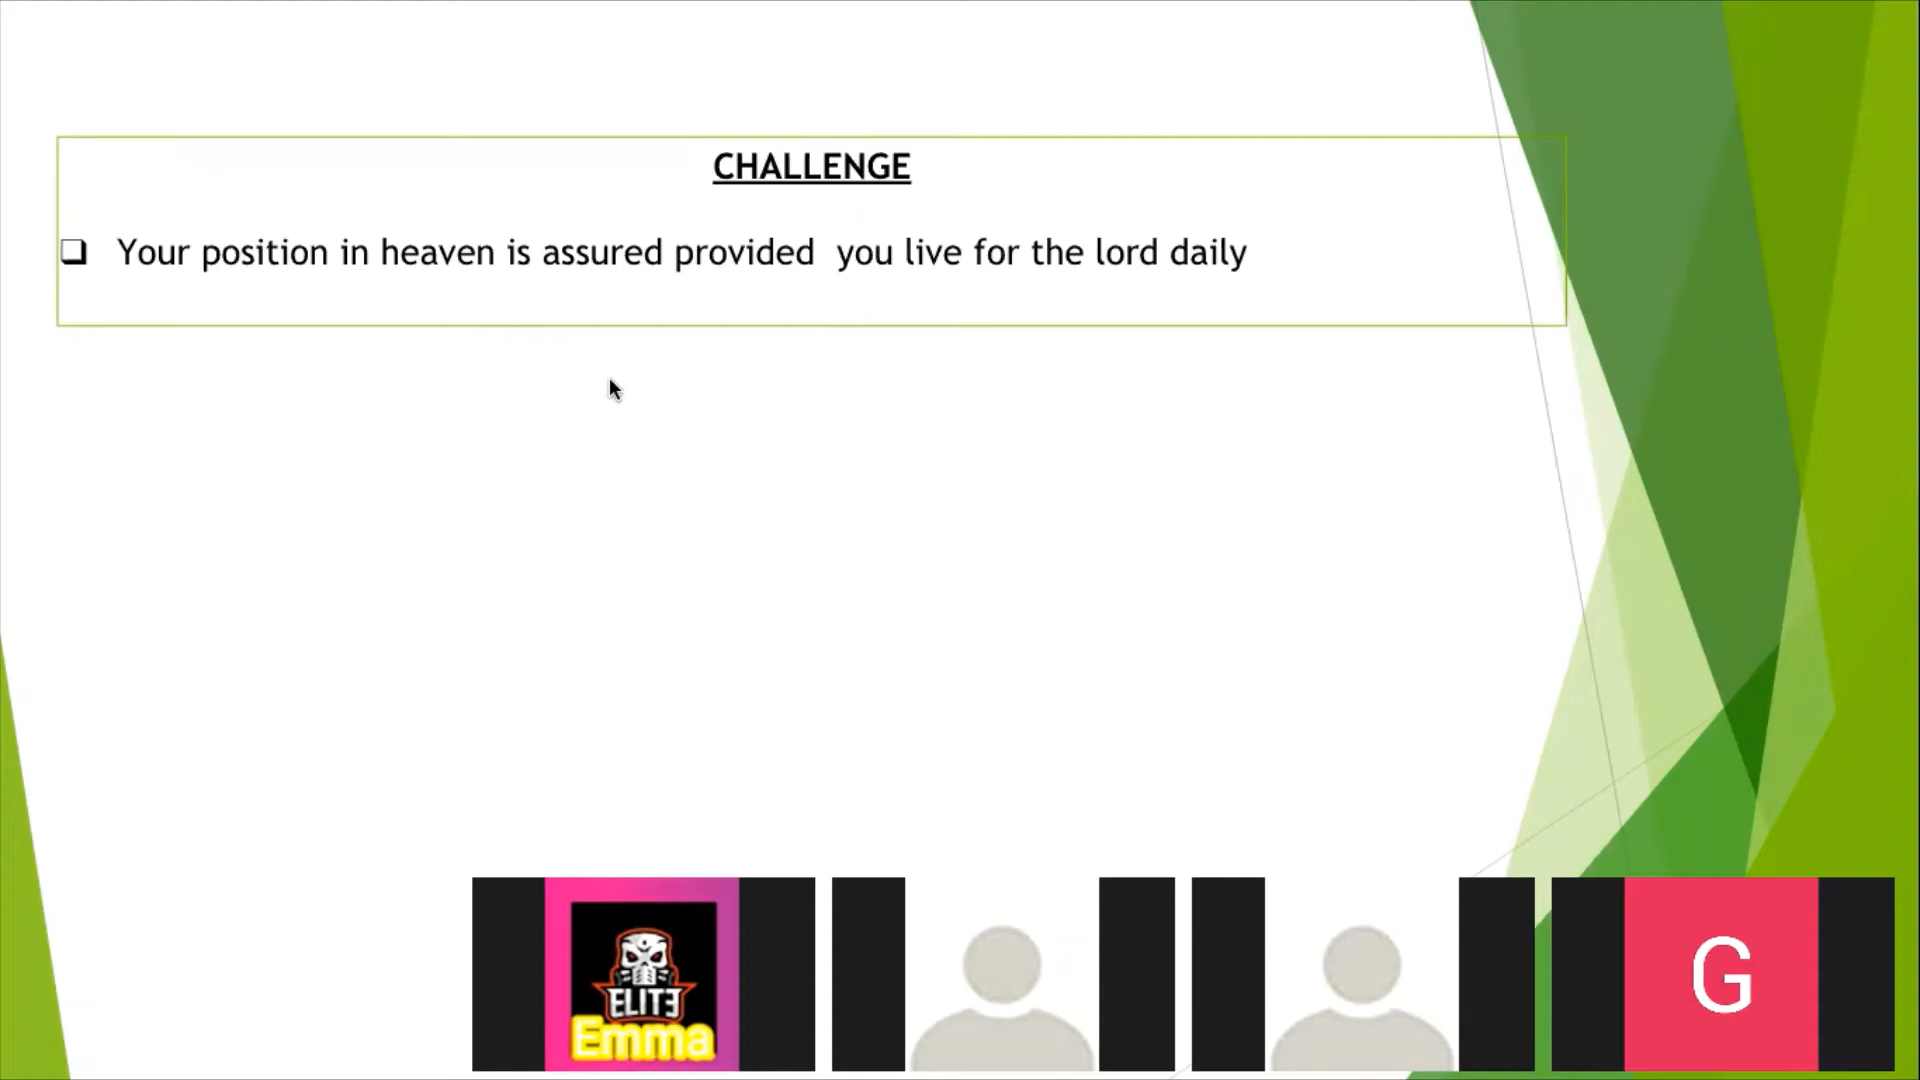 CHALLENGE
❑ Your position in heaven is assured provided  you live for the lord daily
ELITE
Emma
G